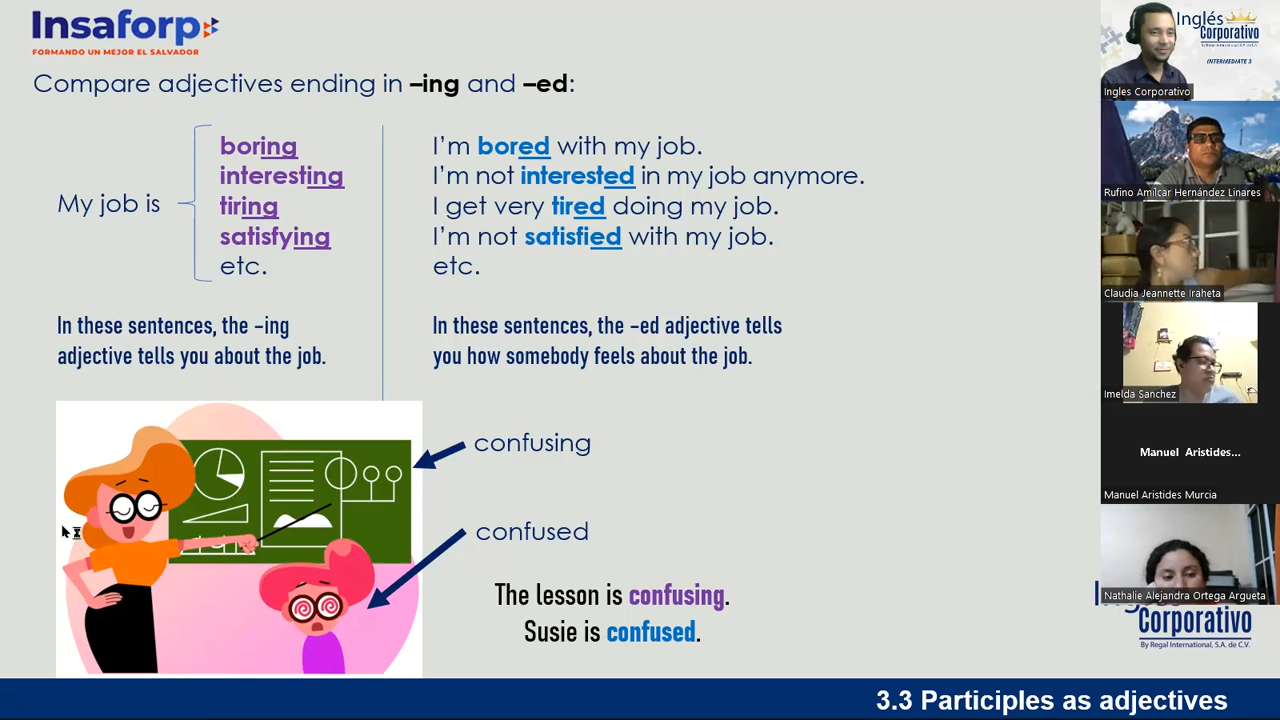 Insaforp
FORMANDO UN MEJOR EL SALVADOR
Compare adjectives ending in –ing and –ed:
My job is
boring
interesting
tiring
satisfying
etc.
I'm bored with my job.
I'm not interested in my job anymore.
I get very tired doing my job.
I'm not satisfied with my job.
etc.
In these sentences, the –ing
adjective tells you about the job.
In these sentences, the –ed adjective tells
you how somebody feels about the job.
confusing
confused
The lesson is confusing.
Susie is confused.
3.3 Participles as adjectives
Inglés
Corporativo
By Regal International, S.A. de C.V.
INTERMEDIATE 3
Ingles Corporativo
Rufino Amílcar Hernández Linares
Claudia Jeannette Iraheta
Imelda Sanchez
Manuel Aristides...
Manuel Aristides Murcia
Nathalie Alejandra Ortega Argueta
Corporativo
By Regal International, S.A. de C.V.